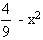 4/9 - x²